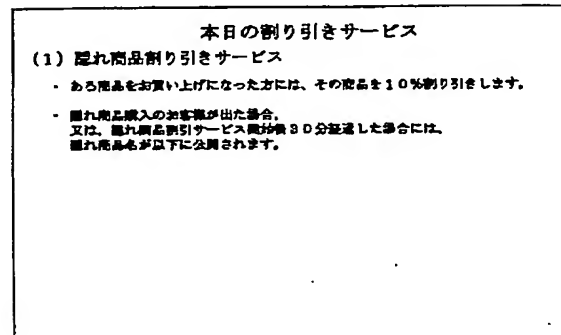 本日の割り引きサービス
(1) 隠れ商品割り引きサービス
・ ある商品をお買い上げになった方には、その商品を10%割り引きします。
・ 隠れ商品購入のお客様が出た場合、
又は、隠れ商品割引サービス開始後30分経過した場合には、
隠れ商品名が以下に公開されます。